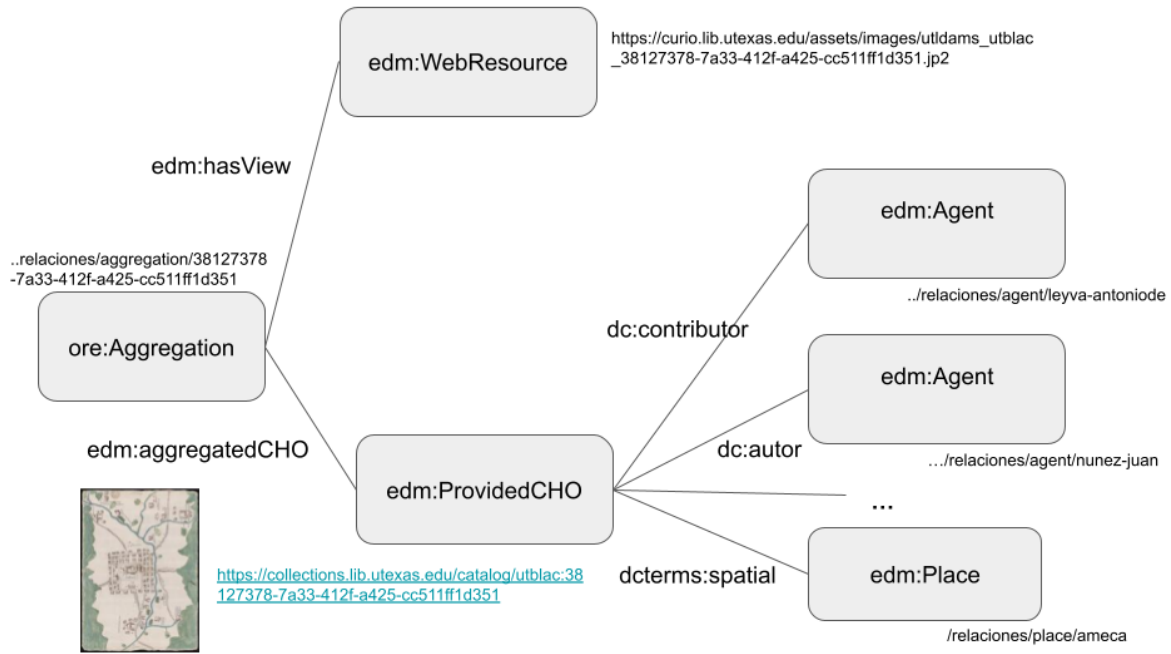 edm:WebResource
https://curio.lib.utexas.edu/assets/images/utldams_utblac
_38127378-7a33-412f-a425-cc511ff1d351.jp2
edm:hasView
edm:Agent
../relaciones/agent/leyva-antoniode
..relaciones/aggregation/38127378
-7a33-412f-a425-cc511ff1d351
ore:Aggregation
dc:contributor
edm:Agent
…/relaciones/agent/nunez-juan
edm:aggregatedCHO
dc:autor
edm:ProvidedCHO
...
https://collections.lib.utexas.edu/catalog/utblac:38
127378-7a33-412f-a425-cc511ff1d351
dcterms:spatial
edm:Place
/relaciones/place/ameca